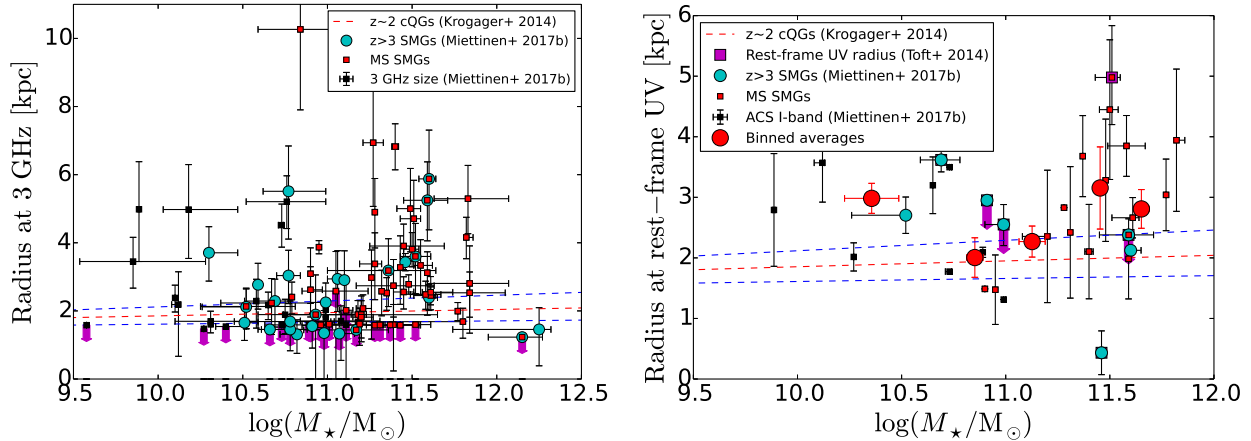 z~2 cQGs (Krogager+ 2014)
z>3 SMGs (Miettinen+ 2017b)
MS SMGs
3 GHz size (Miettinen+ 2017b)
Radius at 3 GHz [kpc]
10
8
6
4
2
0
9.5 10.0 10.5 11.0 11.5 12.0 12.5
log(M⋆/M⊙)
z~2 cQGs (Krogager+ 2014)
Rest-frame UV radius (Toft+ 2014)
z>3 SMGs (Miettinen+ 2017b)
MS SMGs
ACS I-band (Miettinen+ 2017b)
Binned averages
Radius at rest−frame UV [kpc]
6
5
4
3
2
1
0
9.5 10.0 10.5 11.0 11.5 12.0
log(M⋆/M⊙)